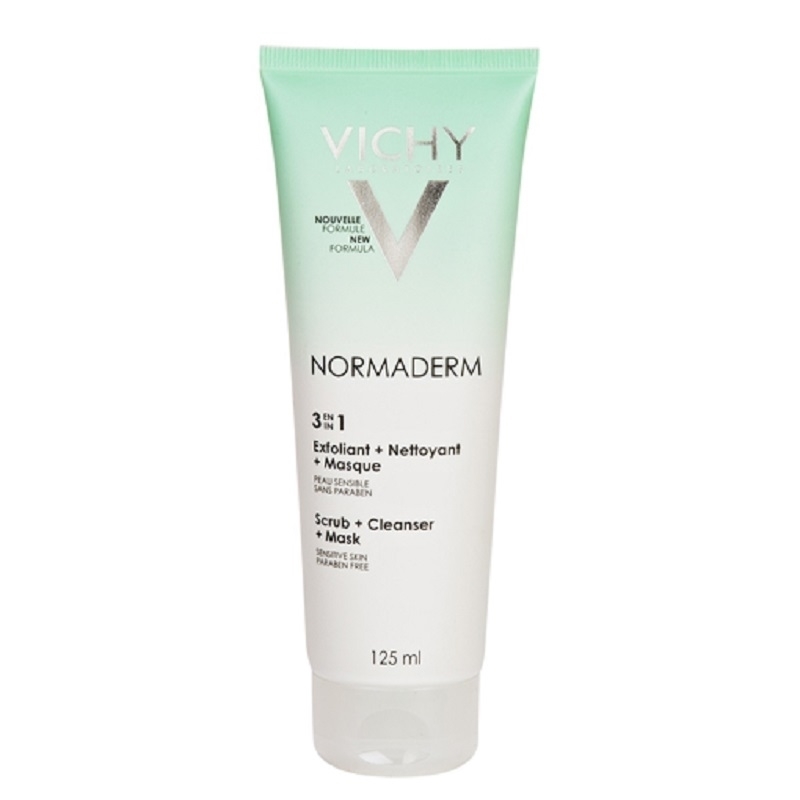 VICHY
LABORATOIRES
V
NOUVELLE
FORMULE
NEW
FORMULA
NORMADERM
3 EN IN 1
Exfoliant + Nettoyant
+ Masque
PEAU SENSIBLE
SANS PARABEN
Scrub + Cleanser
+ Mask
SENSITIVE SKIN
PARABEN FREE
125 ml